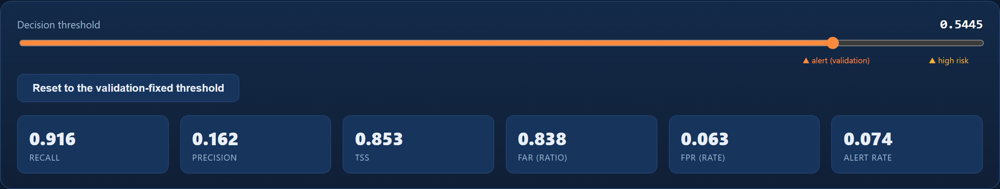 Decision threshold
0.5445
▲ alert (validation)
▲ high risk
Reset to the validation-fixed threshold
0.916
RECALL
0.162
PRECISION
0.853
TSS
0.838
FAR (RATIO)
0.063
FPR (RATE)
0.074
ALERT RATE